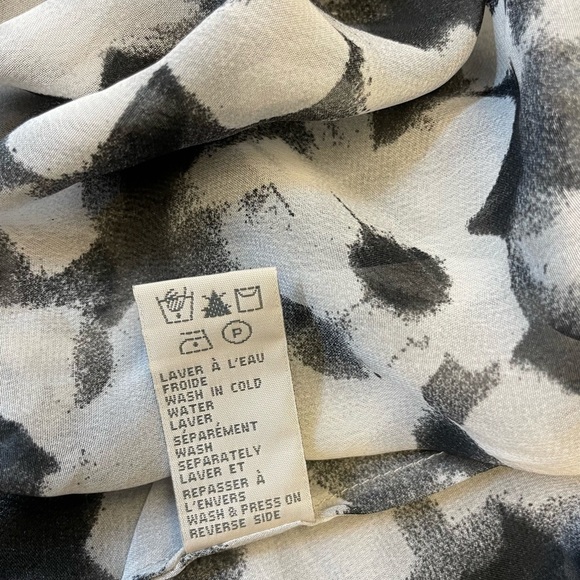 P
LAVER À L'EAU
FROIDE
WASH IN COLD
WATER
LAVER
SÉPARÉMENT
WASH
SEPARATELY
LAVER ET
REPASSER À
L'ENVERS
WASH & PRESS ON
REVERSE SIDE